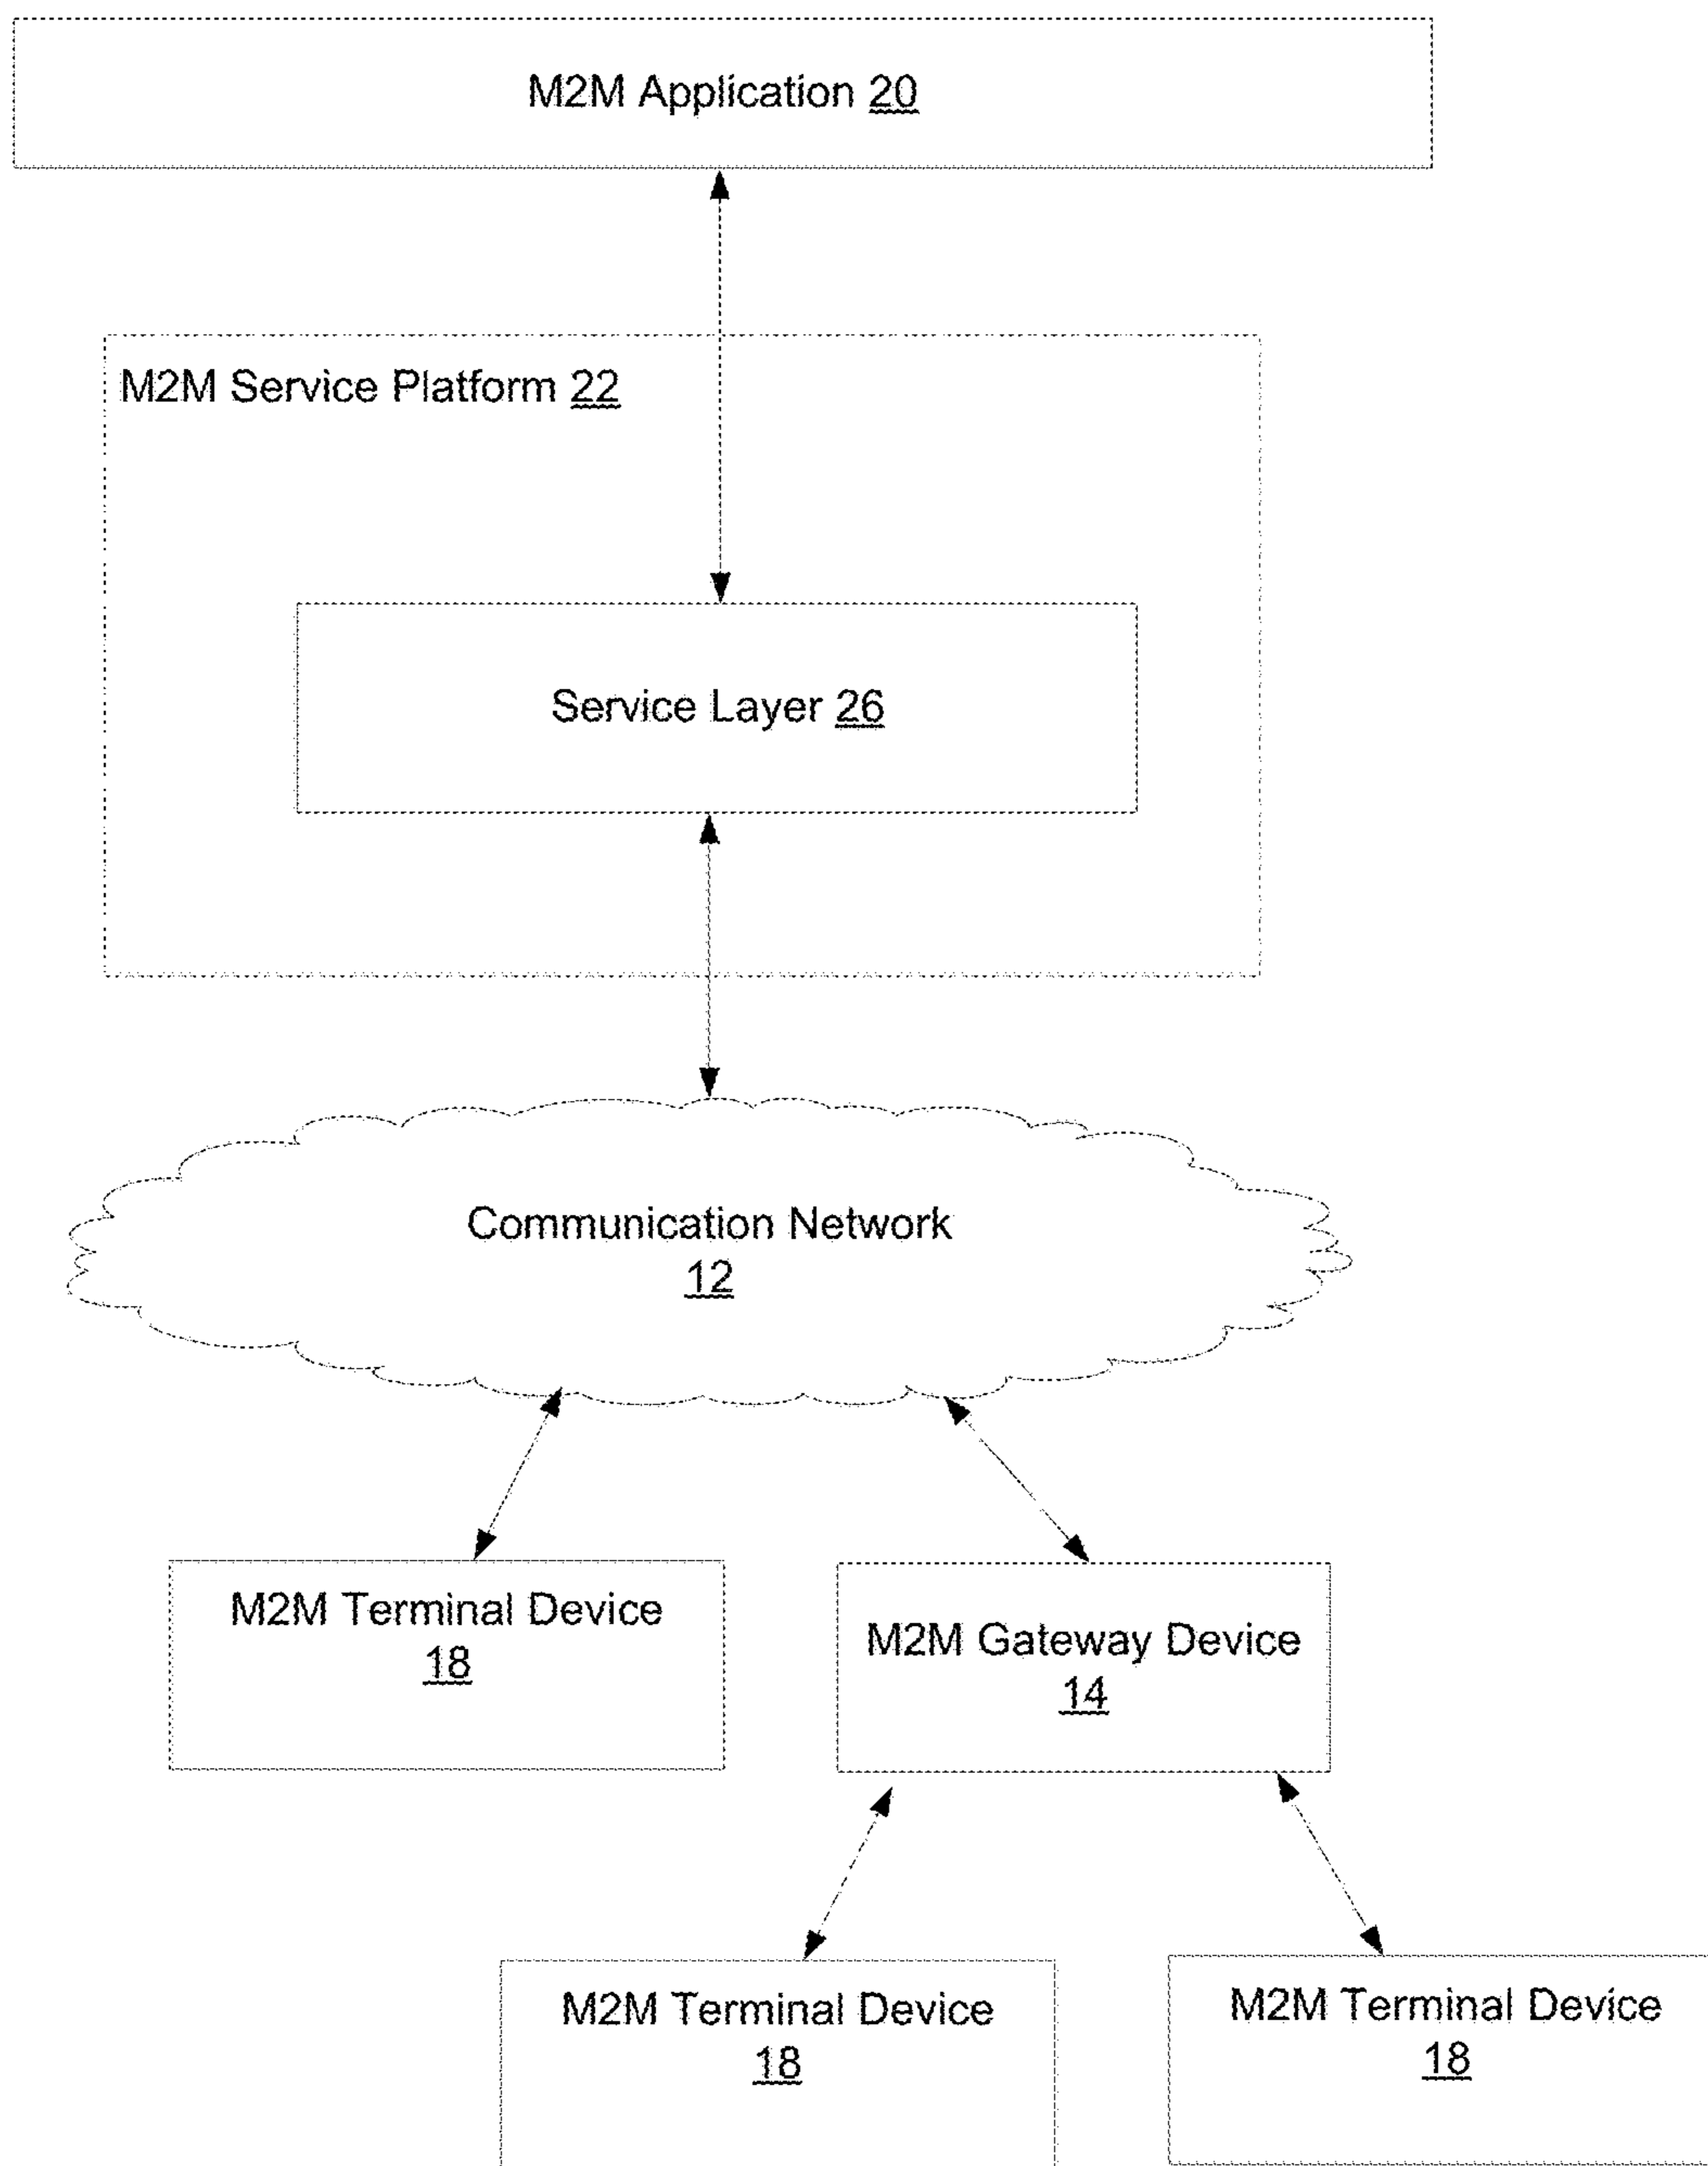 M2M Application 20
M2M Service Platform 22
Service Layer 26
Communication Network
12
M2M Terminal Device
18
M2M Gateway Device
14
M2M Terminal Device
18
M2M Terminal Device
18